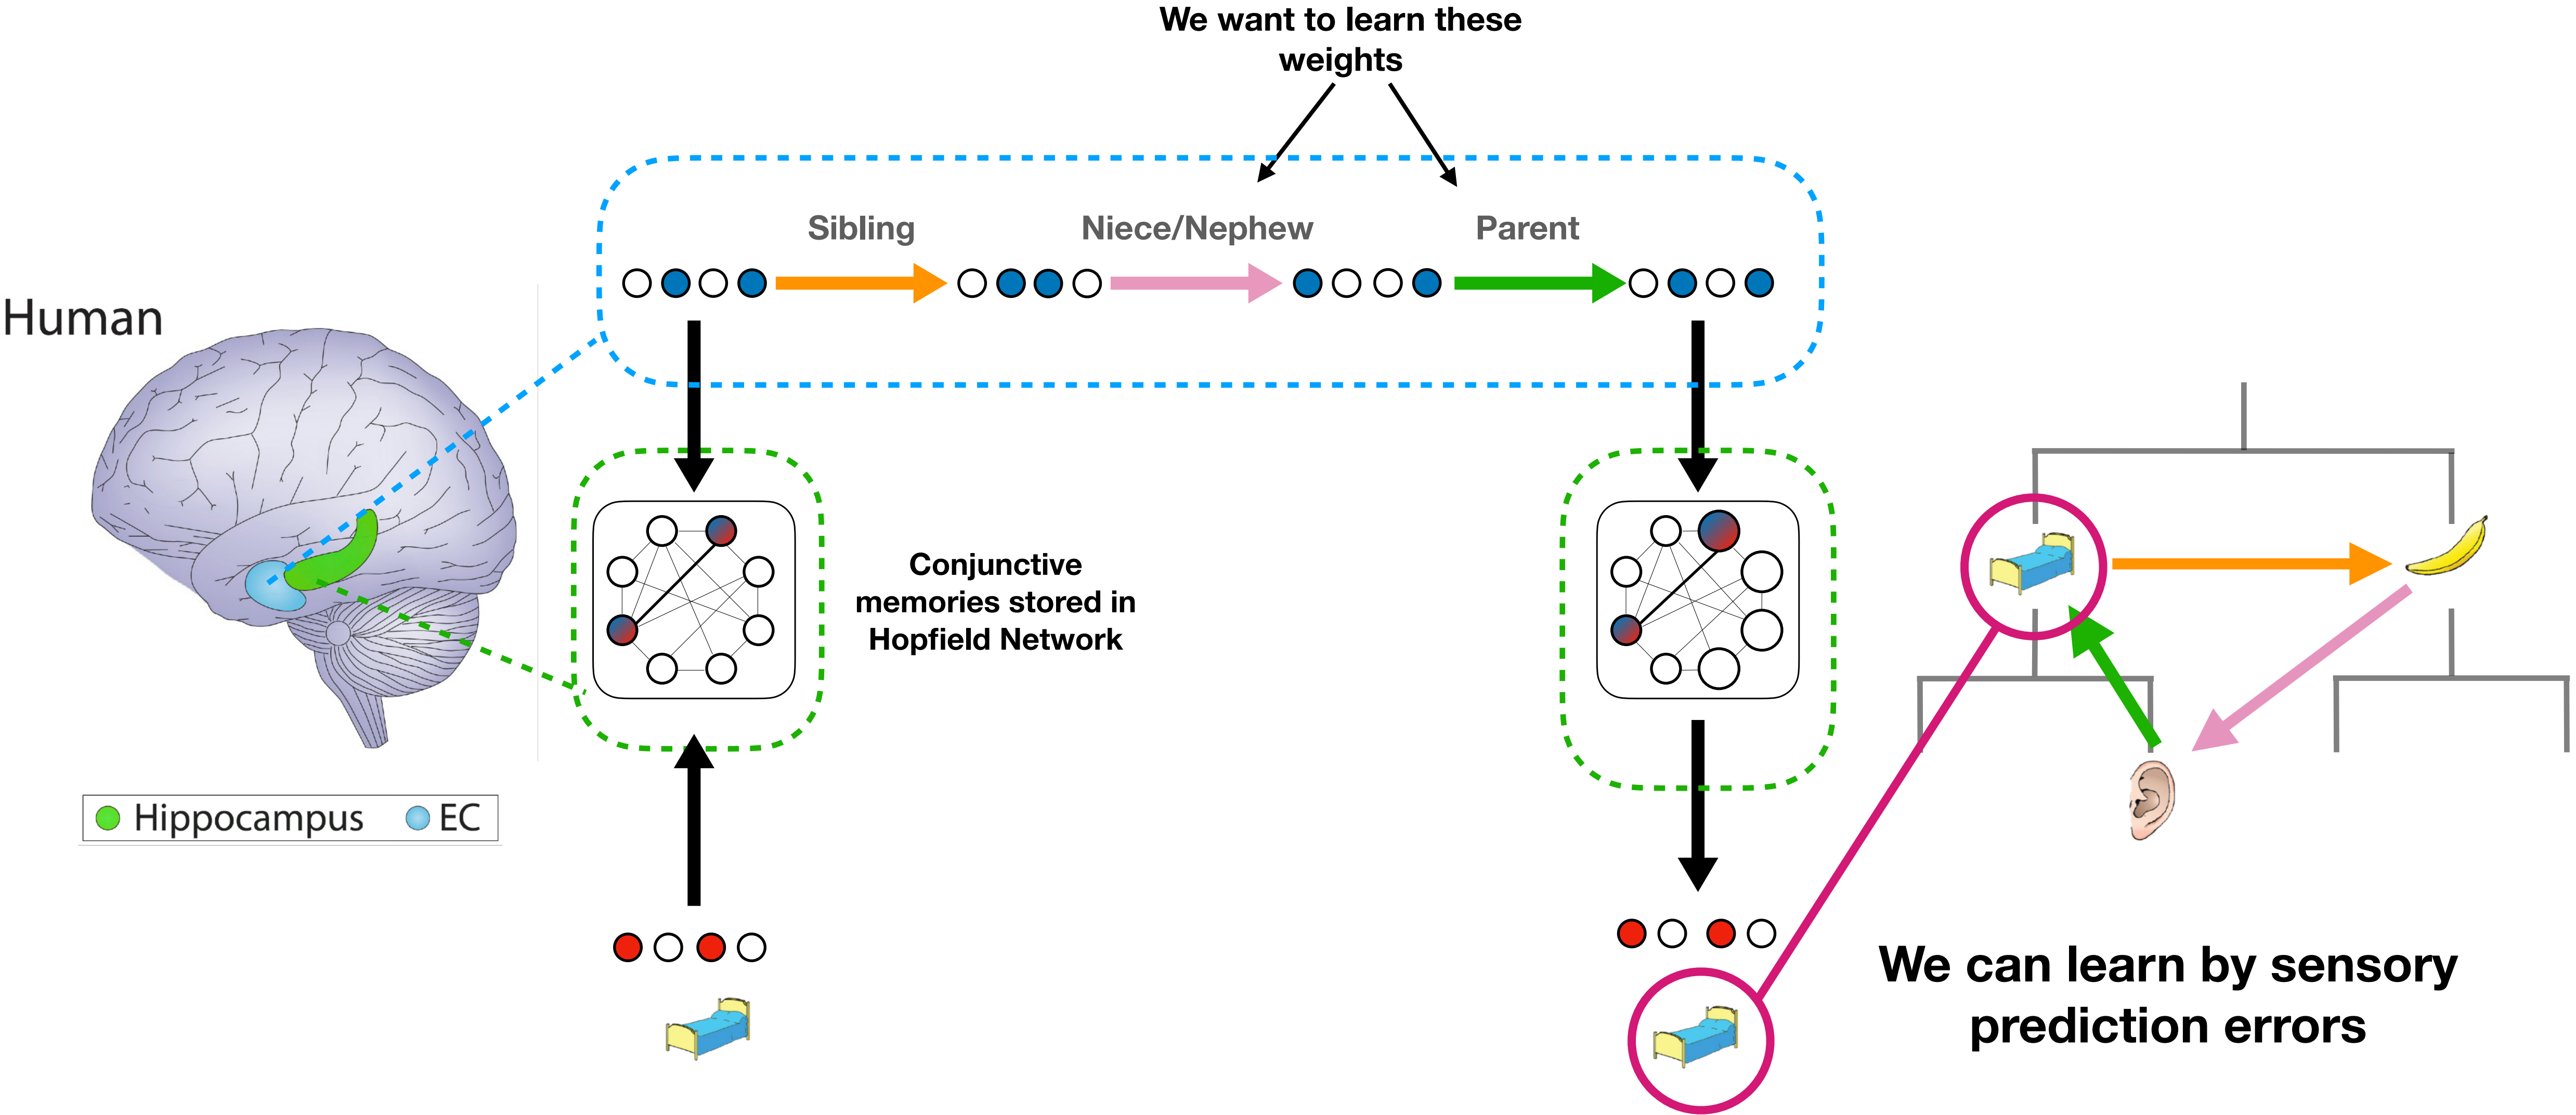 We want to learn these
weights
Sibling
Niece/Nephew
Parent
Human
Conjunctive
memories stored in
Hopfield Network
Hippocampus
EC
We can learn by sensory
prediction errors